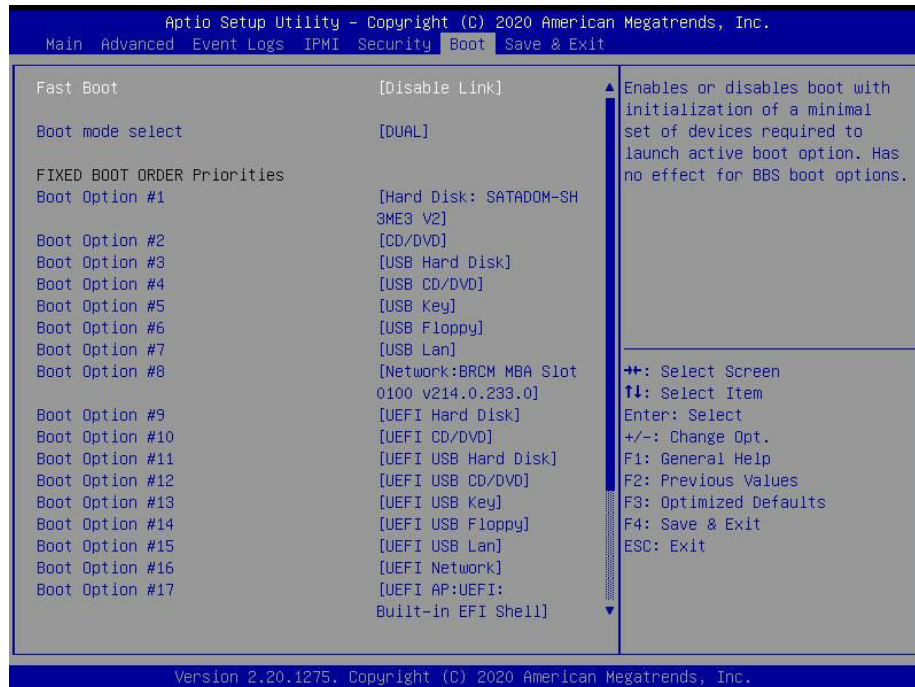 Aptio Setup Utility – Copyright (C) 2020 American Megatrends, Inc.
Main Advanced Event Logs IPMI Security Boot Save & Exit
Fast Boot [Disable Link]
Boot mode select [DUAL]
FIXED BOOT ORDER Priorities
Boot Option #1 [Hard Disk: SATADOM-SH
3ME3 V2]
Boot Option #2 [CD/DVD]
Boot Option #3 [USB Hard Disk]
Boot Option #4 [USB CD/DVD]
Boot Option #5 [USB Key]
Boot Option #6 [USB Floppy]
Boot Option #7 [USB Lan]
Boot Option #8 [Network:BRCM MBA Slot
0100 v214.0.233.0]
Boot Option #9 [UEFI Hard Disk]
Boot Option #10 [UEFI CD/DVD]
Boot Option #11 [UEFI USB Hard Disk]
Boot Option #12 [UEFI USB CD/DVD]
Boot Option #13 [UEFI USB Key]
Boot Option #14 [UEFI USB Floppy]
Boot Option #15 [UEFI USB Lan]
Boot Option #16 [UEFI Network]
Boot Option #17 [UEFI AP:UEFI:
Built-in EFI Shell]
Enables or disables boot with
initialization of a minimal
set of devices required to
launch active boot option. Has
no effect for BBS boot options.
→←: Select Screen
↑↓: Select Item
Enter: Select
+/-: Change Opt.
F1: General Help
F2: Previous Values
F3: Optimized Defaults
F4: Save & Exit
ESC: Exit
Version 2.20.1275. Copyright (C) 2020 American Megatrends, Inc.